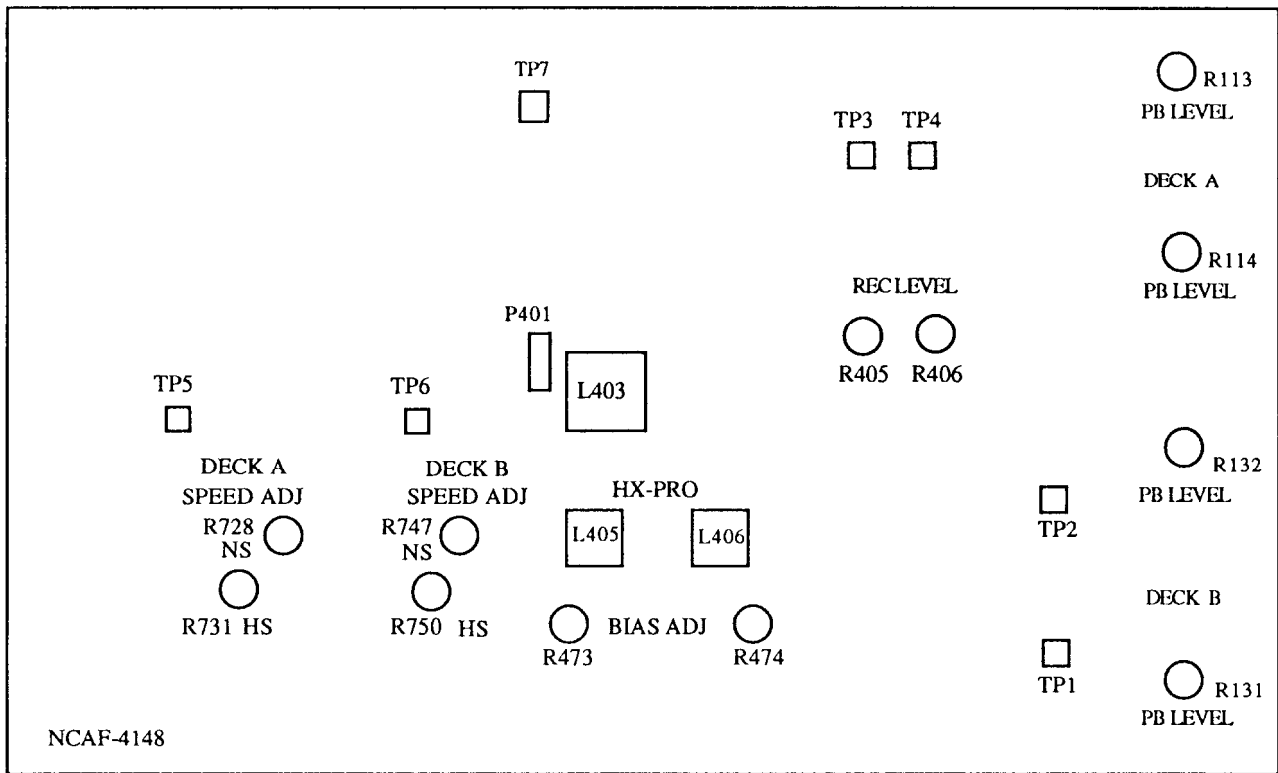 TP7
R113
PB LEVEL
TP3 TP4
DECK A
R114
PB LEVEL
REC LEVEL
R405 R406
P401
L403
TP5
TP6
DECK A
SPEED ADJ
R728
NS
R731 HS
DECK B
SPEED ADJ
R747
NS
R750 HS
HX-PRO
L405 L406
BIAS ADJ
R473 R474
R132
PB LEVEL
TP2
DECK B
TP1
R131
PB LEVEL
NCAF-4148